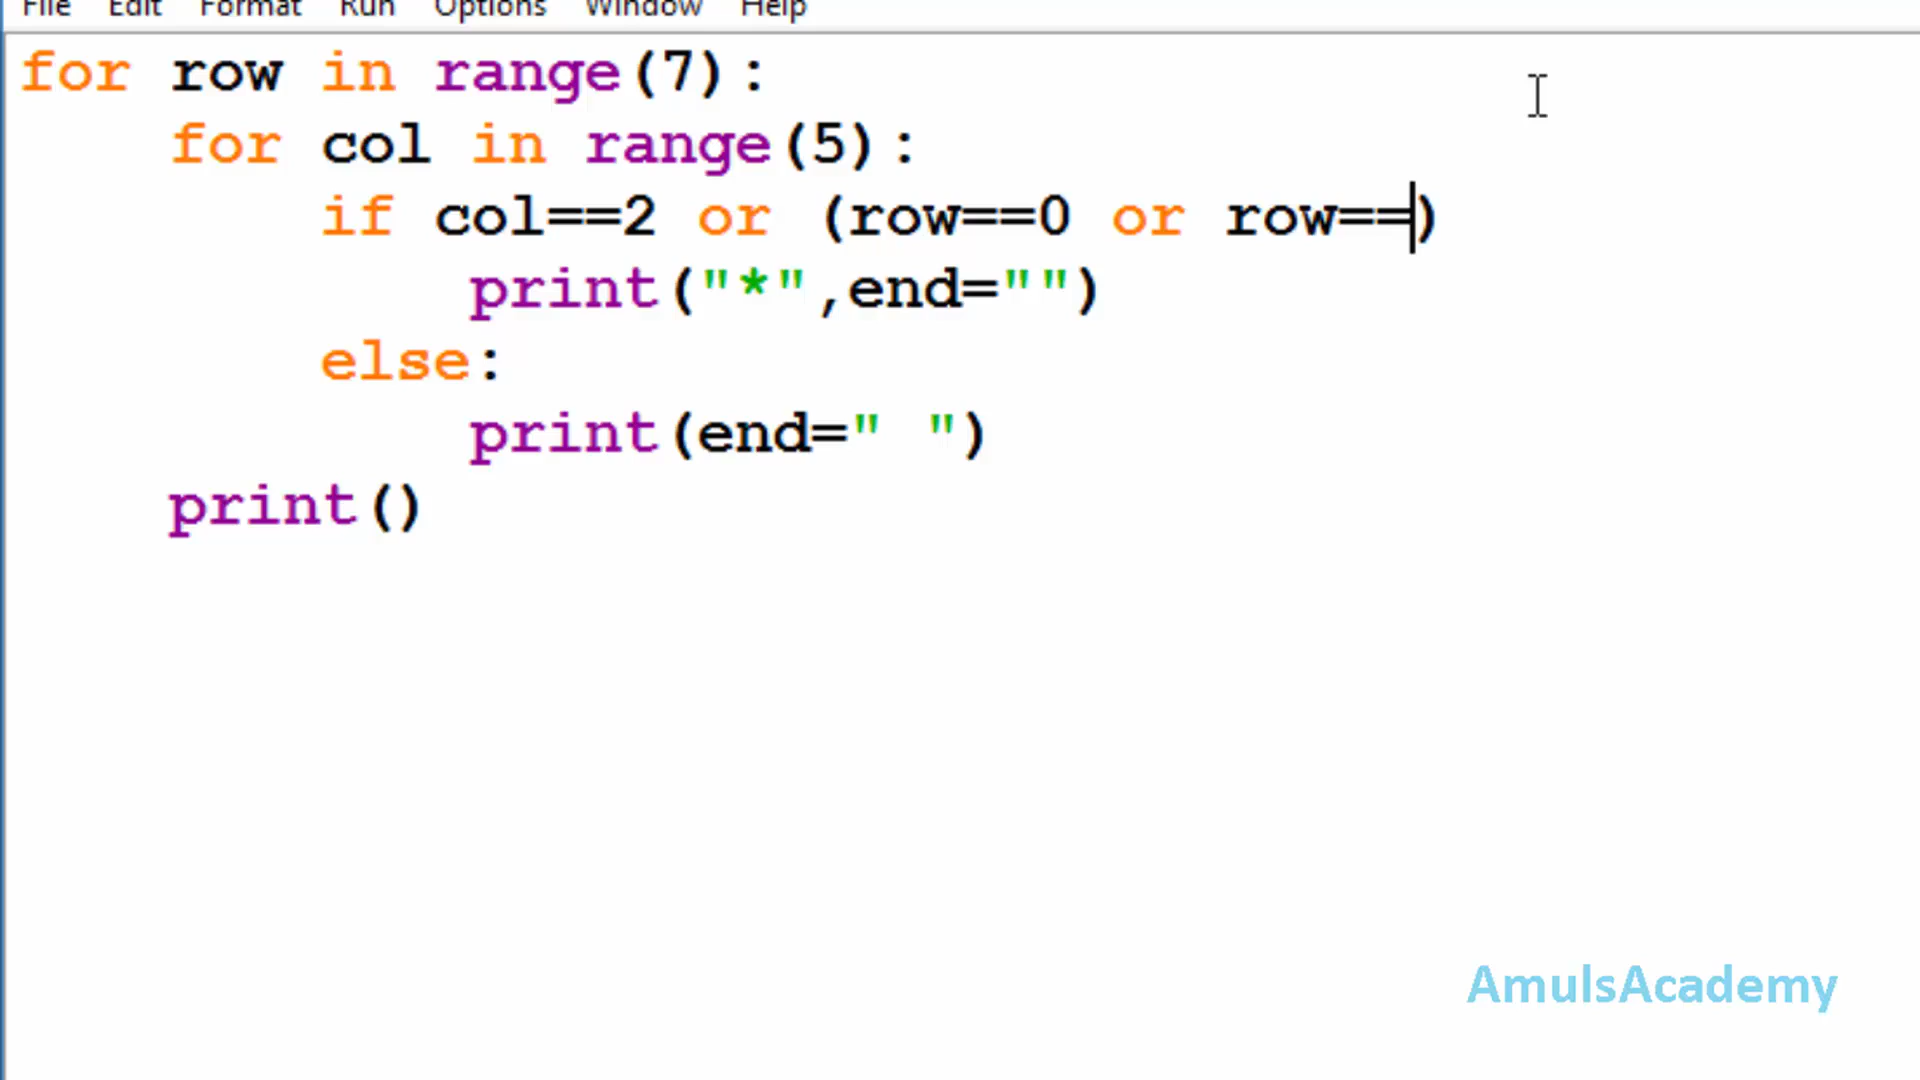 File Edit Format Run Options Window Help
for row in range(7):
    for col in range(5):
        if col==2 or (row==0 or row==)
            print("*",end="")
        else:
            print(end=" ")
    print()
AmulsAcademy